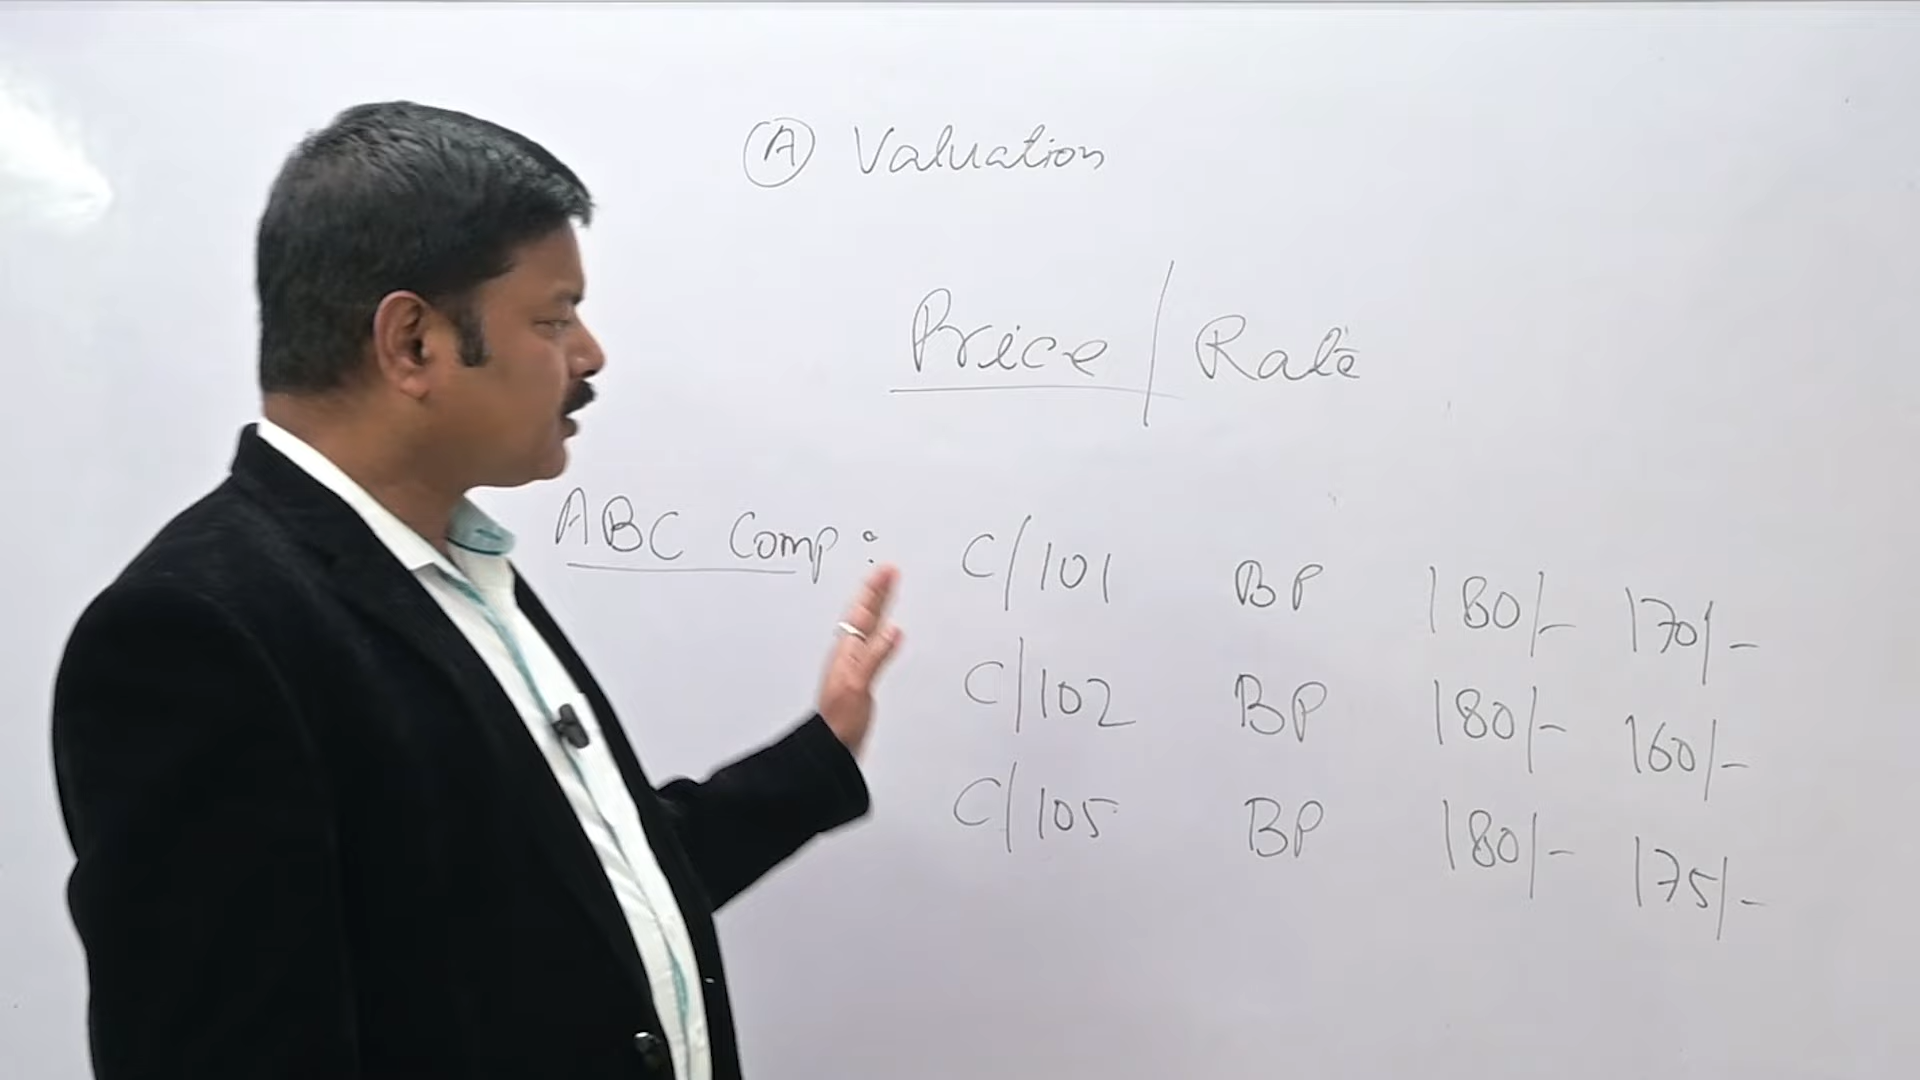 (A) Valuation
Price / Rate
ABC Comp: C/101 BP 180/- 170/-
C/102 BP 180/- 160/-
C/105 BP 180/- 175/-